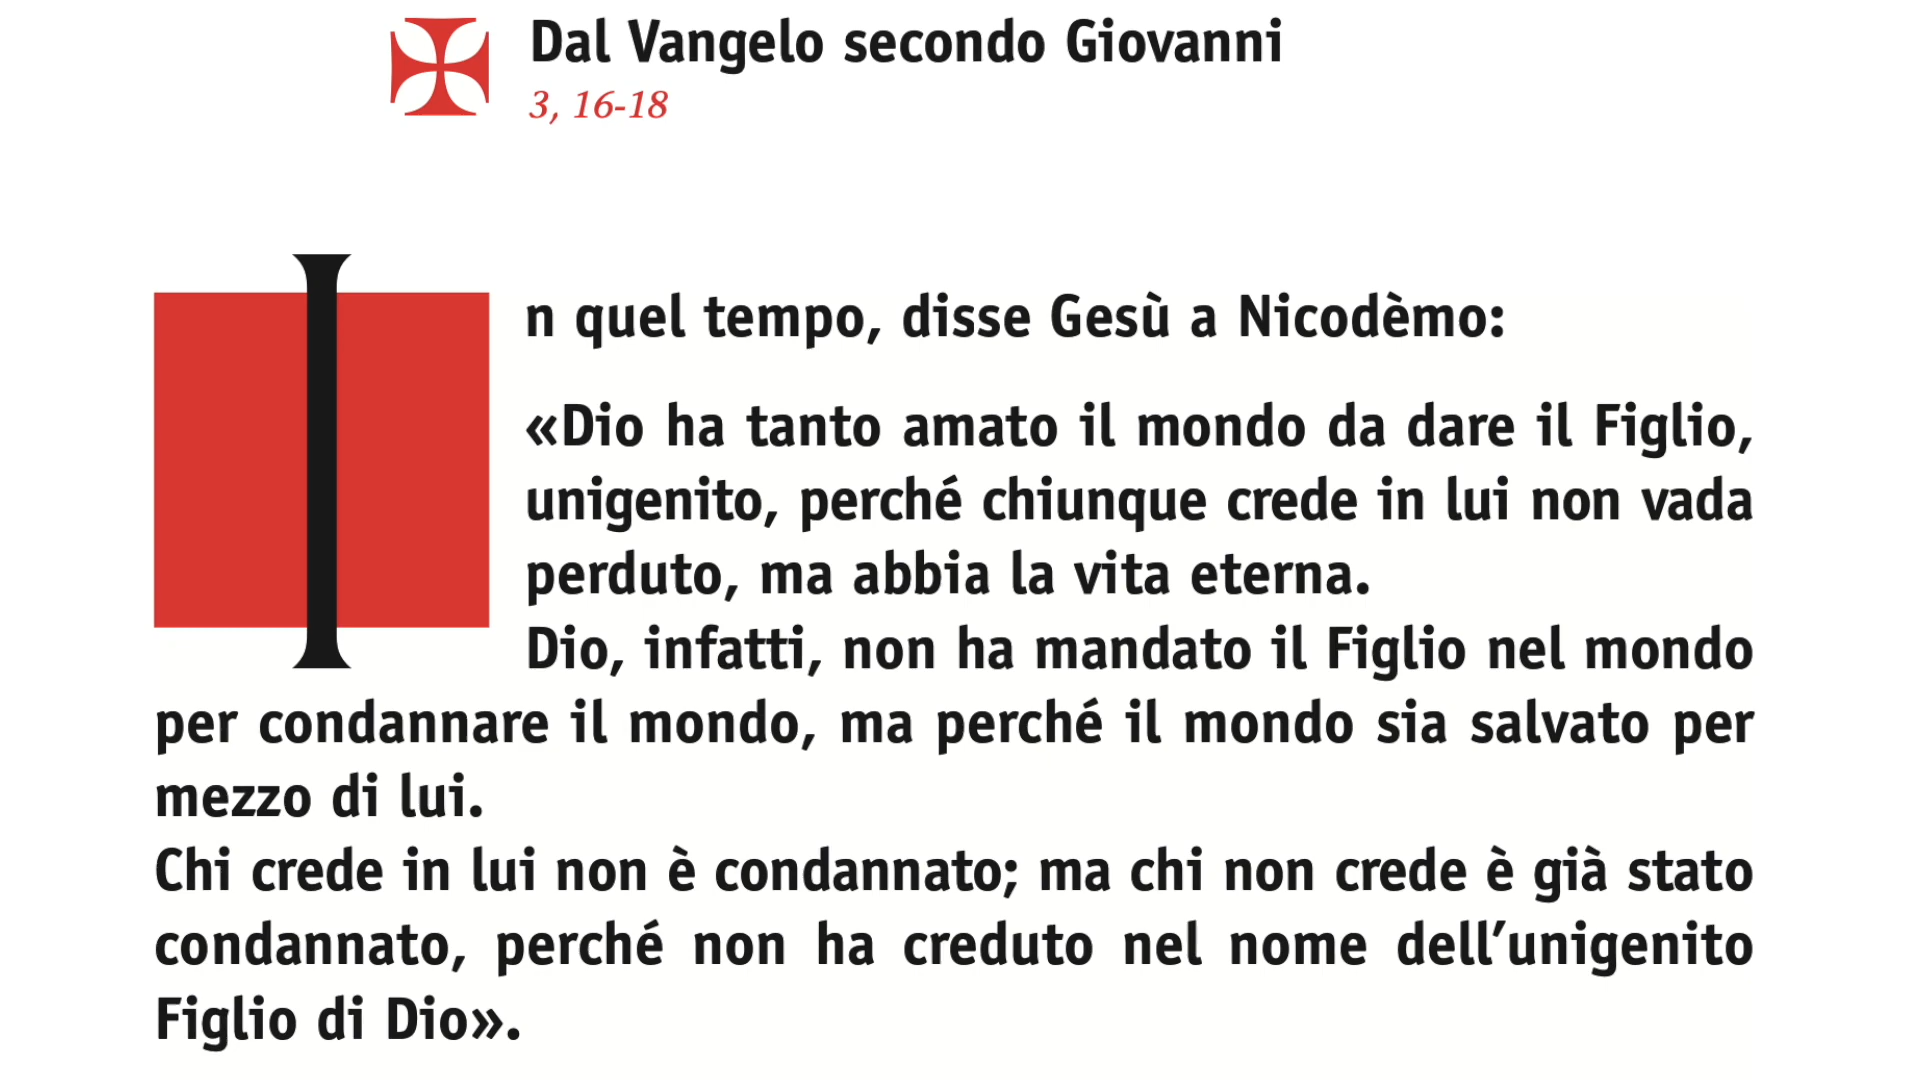 Dal Vangelo secondo Giovanni
3, 16-18
In quel tempo, disse Gesù a Nicodèmo:
«Dio ha tanto amato il mondo da dare il Figlio,
unigenito, perché chiunque crede in lui non vada
perduto, ma abbia la vita eterna.
Dio, infatti, non ha mandato il Figlio nel mondo
per condannare il mondo, ma perché il mondo sia salvato per
mezzo di lui.
Chi crede in lui non è condannato; ma chi non crede è già stato
condannato, perché non ha creduto nel nome dell’unigenito
Figlio di Dio».